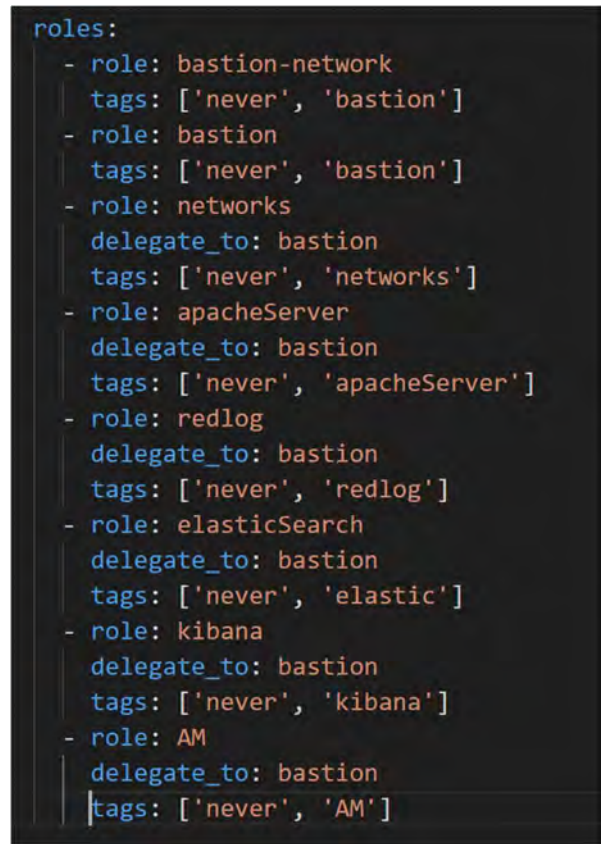 roles:
  - role: bastion-network
    tags: ['never', 'bastion']
  - role: bastion
    tags: ['never', 'bastion']
  - role: networks
    delegate_to: bastion
    tags: ['never', 'networks']
  - role: apacheServer
    delegate_to: bastion
    tags: ['never', 'apacheServer']
  - role: redlog
    delegate_to: bastion
    tags: ['never', 'redlog']
  - role: elasticSearch
    delegate_to: bastion
    tags: ['never', 'elastic']
  - role: kibana
    delegate_to: bastion
    tags: ['never', 'kibana']
  - role: AM
    delegate_to: bastion
    tags: ['never', 'AM']